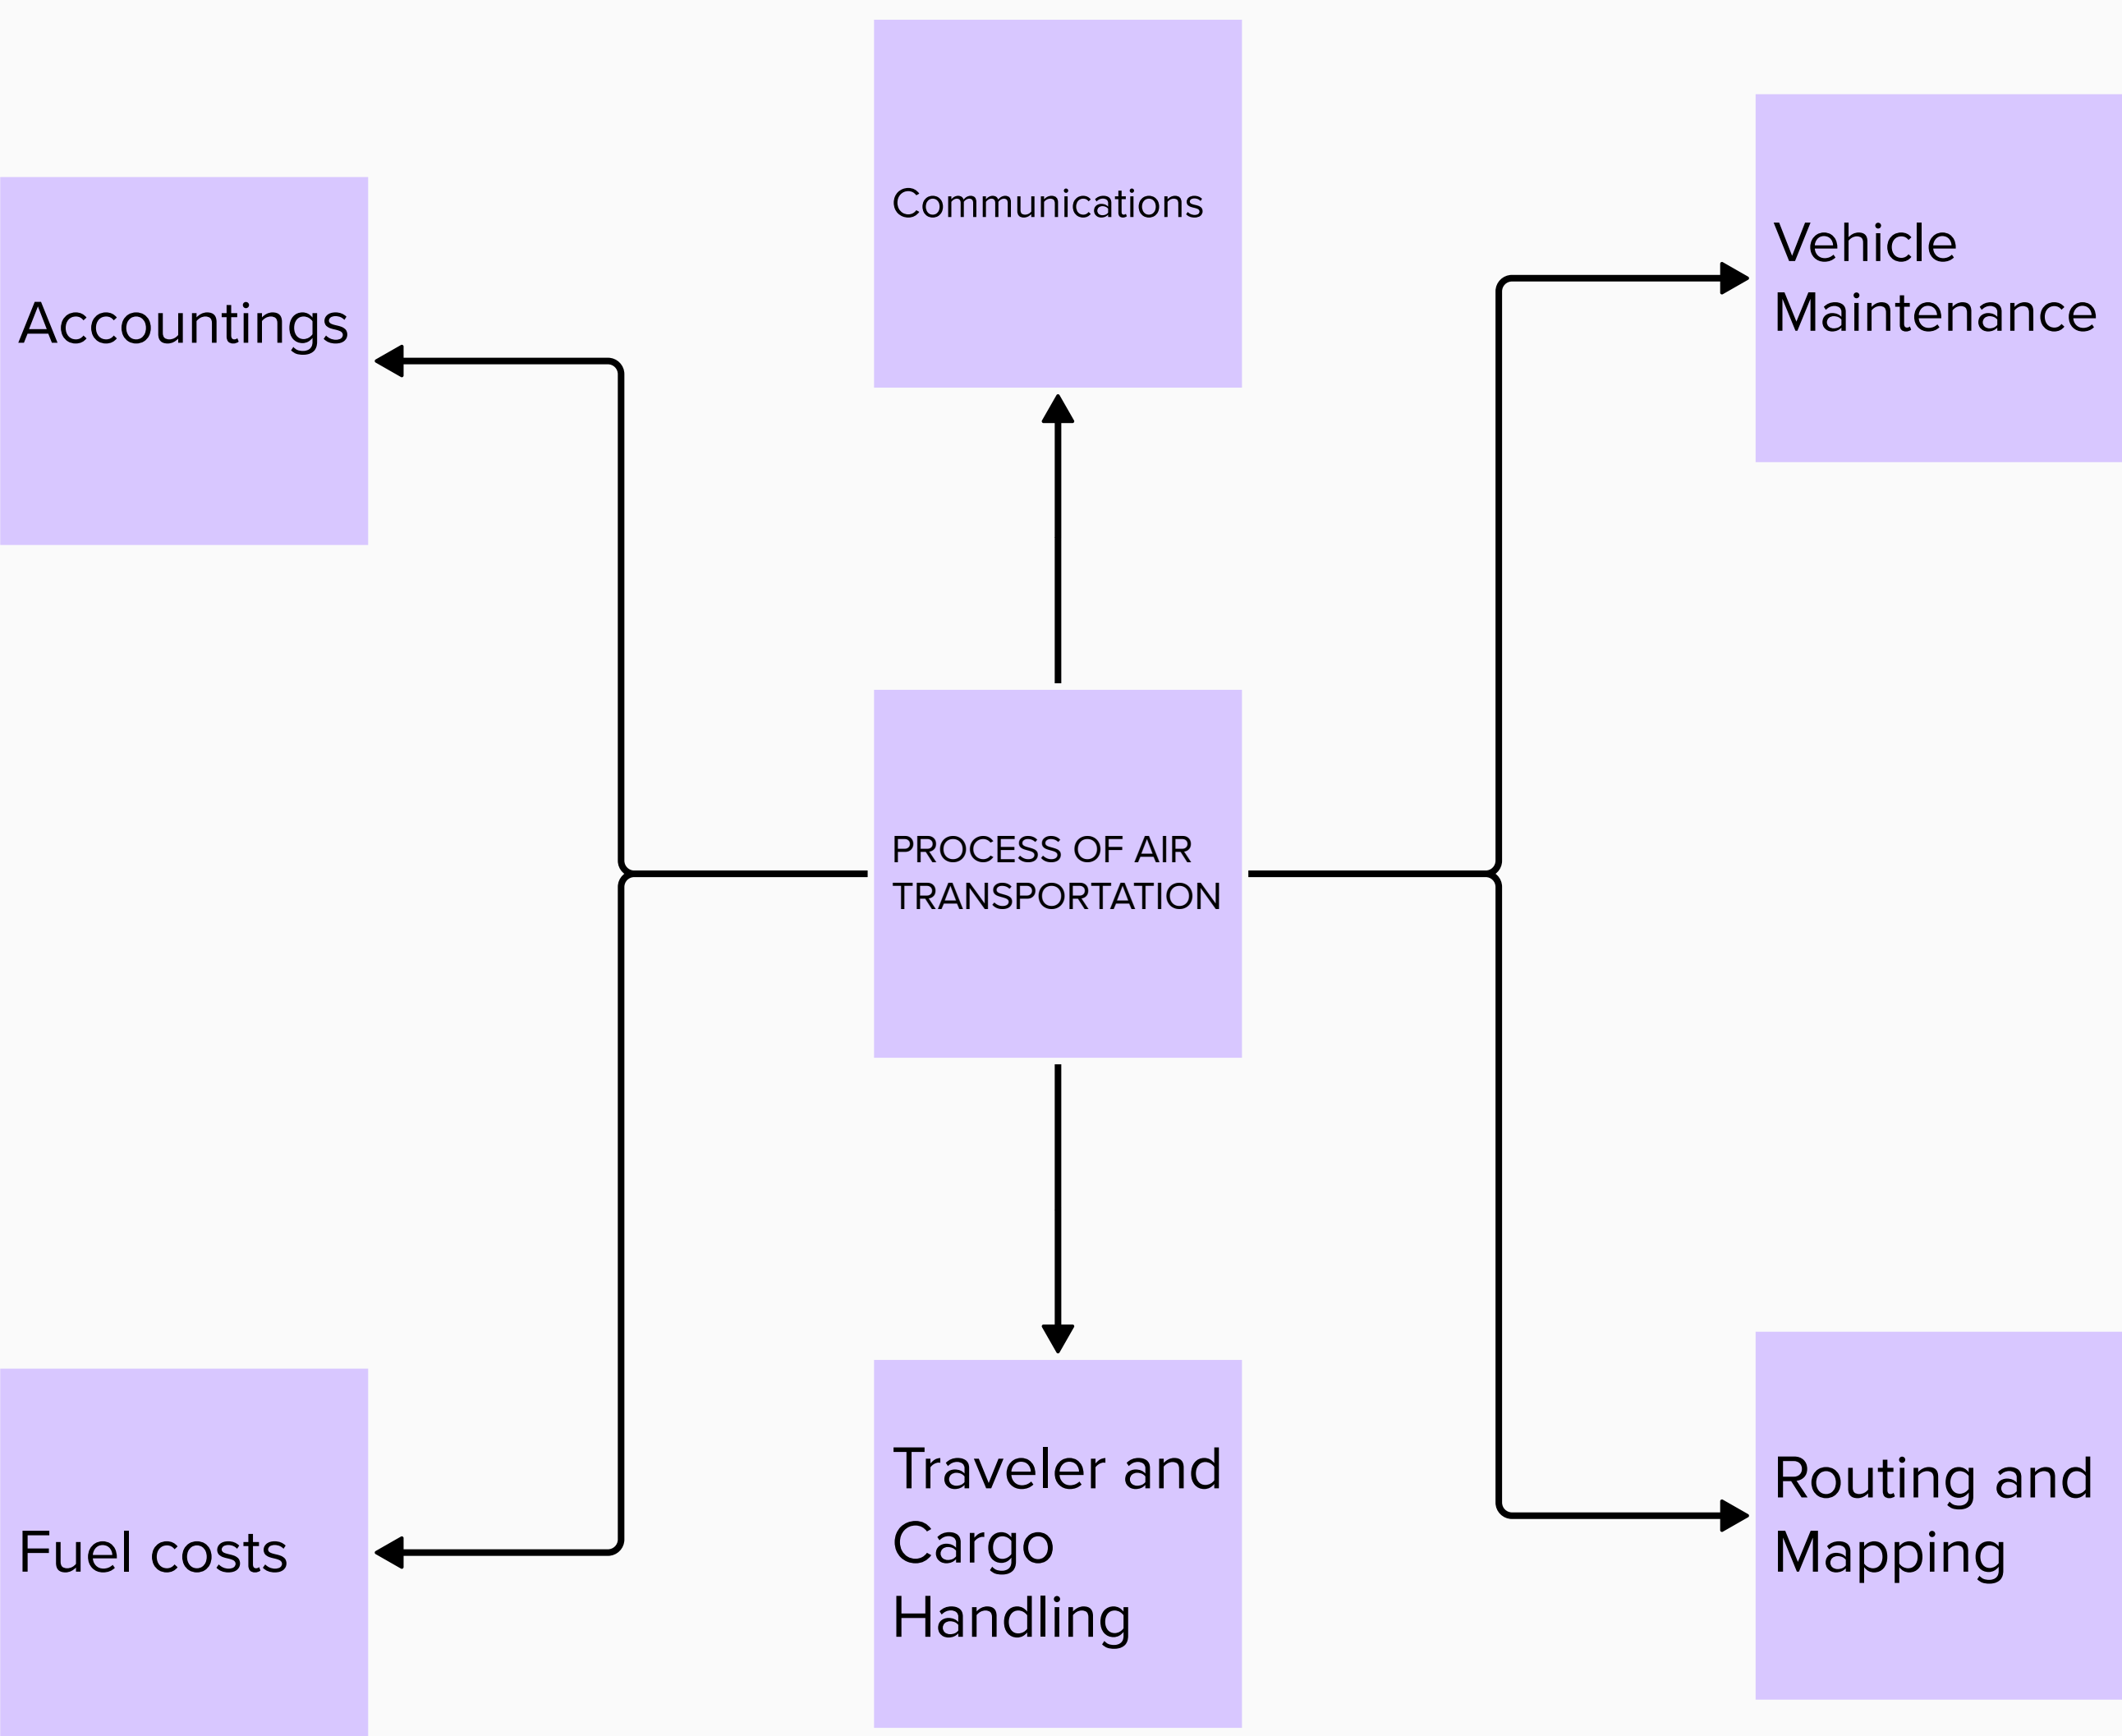 Communications
Vehicle
Maintenance
Accountings
PROCESS OF AIR
TRANSPORTATION
Traveler and
Cargo
Handling
Routing and
Mapping
Fuel costs